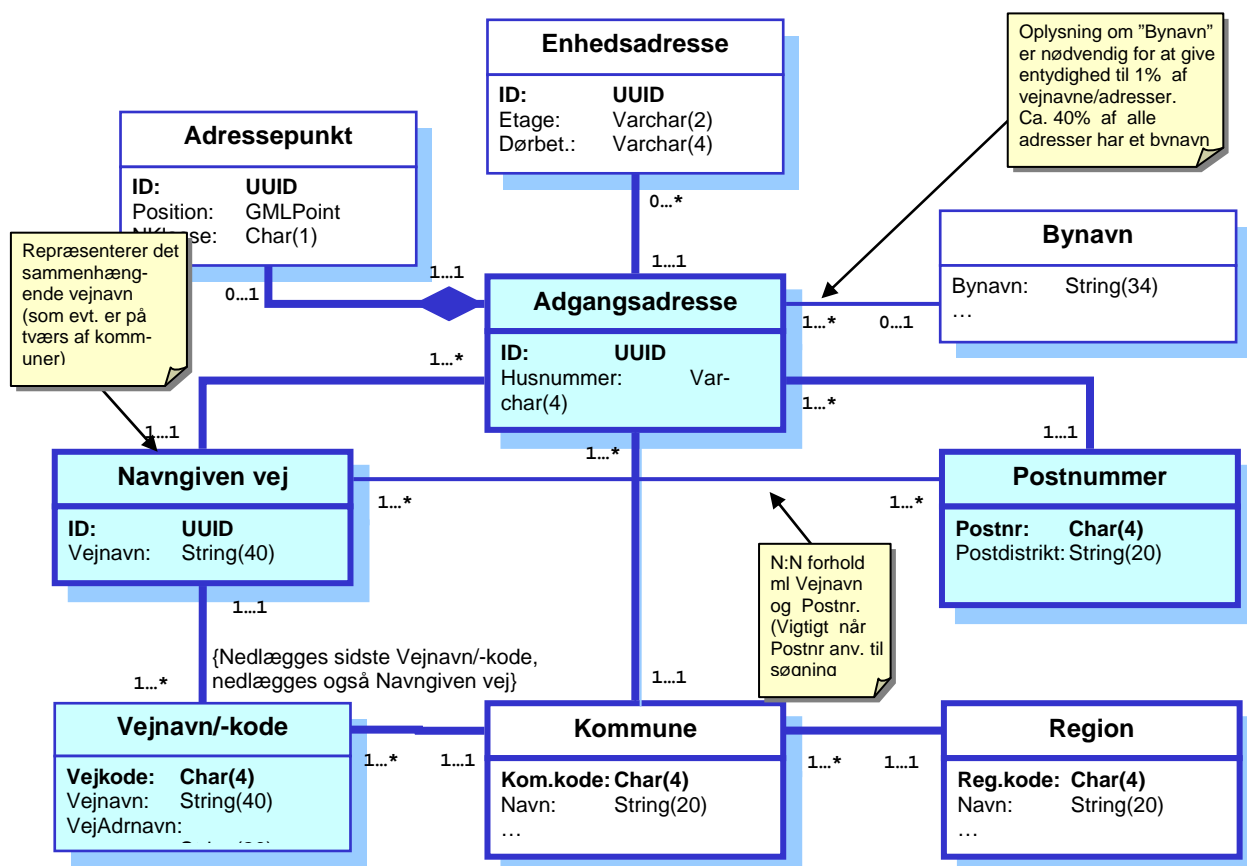 Enhedsadresse
ID: UUID
Etage: Varchar(2)
Dørbet.: Varchar(4)
Oplysning om ”Bynavn”
er nødvendig for at give
entydighed til 1% af
vejnavne/adresser.
Ca. 40% af alle
adresser har et bynavn
Adressepunkt
ID: UUID
Position: GMLPoint
Char(1)
0…*
1…1
Bynavn
Bynavn: String(34)
…
Repræsenterer det
sammenhæng-
ende vejnavn
(som evt. er på
tværs af komm-
uner)
0…1
1…1
Adgangsadresse
ID: UUID
Husnummer: Var-
char(4)
1…*
0…1
1…*
1…*
1…1
1…*
1…1
Navngiven vej
ID: UUID
Vejnavn: String(40)
1…*
1…*
Postnummer
Postnr: Char(4)
Postdistrikt: String(20)
N:N forhold
ml Vejnavn
og Postnr.
(Vigtigt når
Postnr anv. til
søgning
1…1
{Nedlægges sidste Vejnavn/-kode,
nedlægges også Navngiven vej}
1…*
1…1
Vejnavn/-kode
Vejkode: Char(4)
Vejnavn: String(40)
VejAdrnavn:
1…*
1…1
Kommune
Kom.kode: Char(4)
Navn: String(20)
…
1…*
1…1
Region
Reg.kode: Char(4)
Navn: String(20)
…